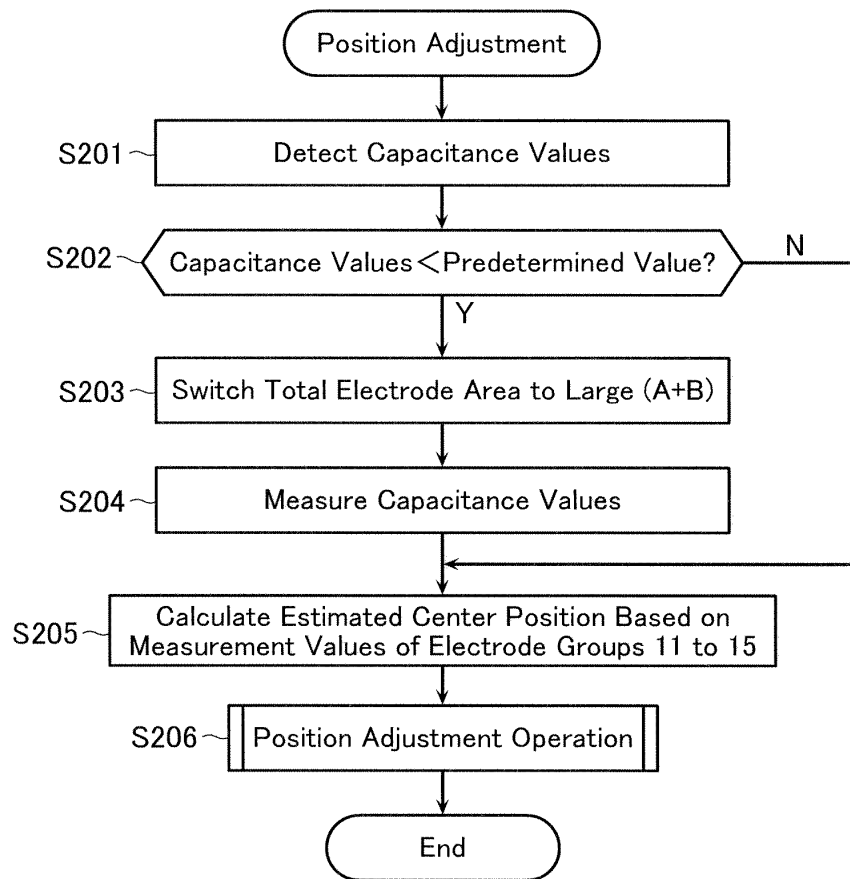 Position Adjustment
S201
Detect Capacitance Values
S202
Capacitance Values<Predetermined Value?
N
Y
S203
Switch Total Electrode Area to Large (A+B)
S204
Measure Capacitance Values
S205
Calculate Estimated Center Position Based on
Measurement Values of Electrode Groups 11 to 15
S206
Position Adjustment Operation
End